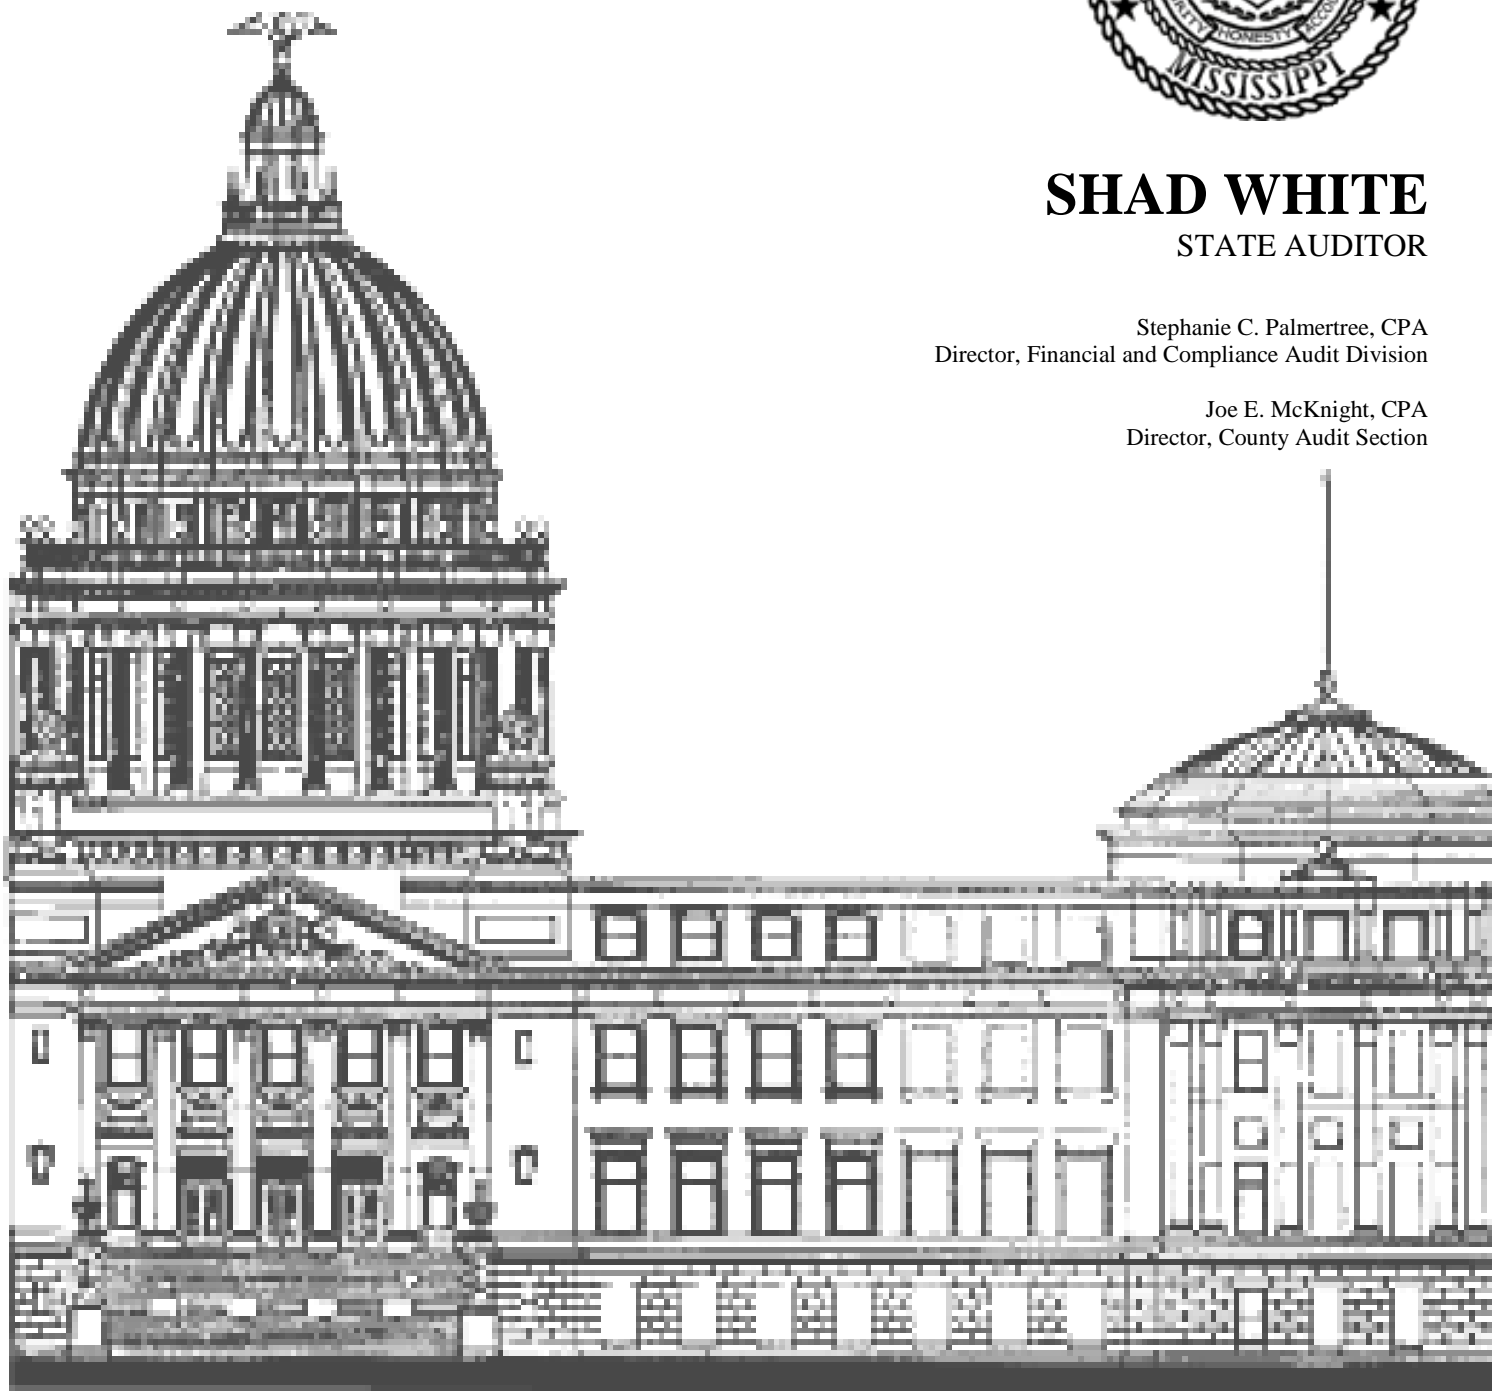 HONESTY
MISSISSIPPI
SHAD WHITE
STATE AUDITOR
Stephanie C. Palmertree, CPA
Director, Financial and Compliance Audit Division
Joe E. McKnight, CPA
Director, County Audit Section